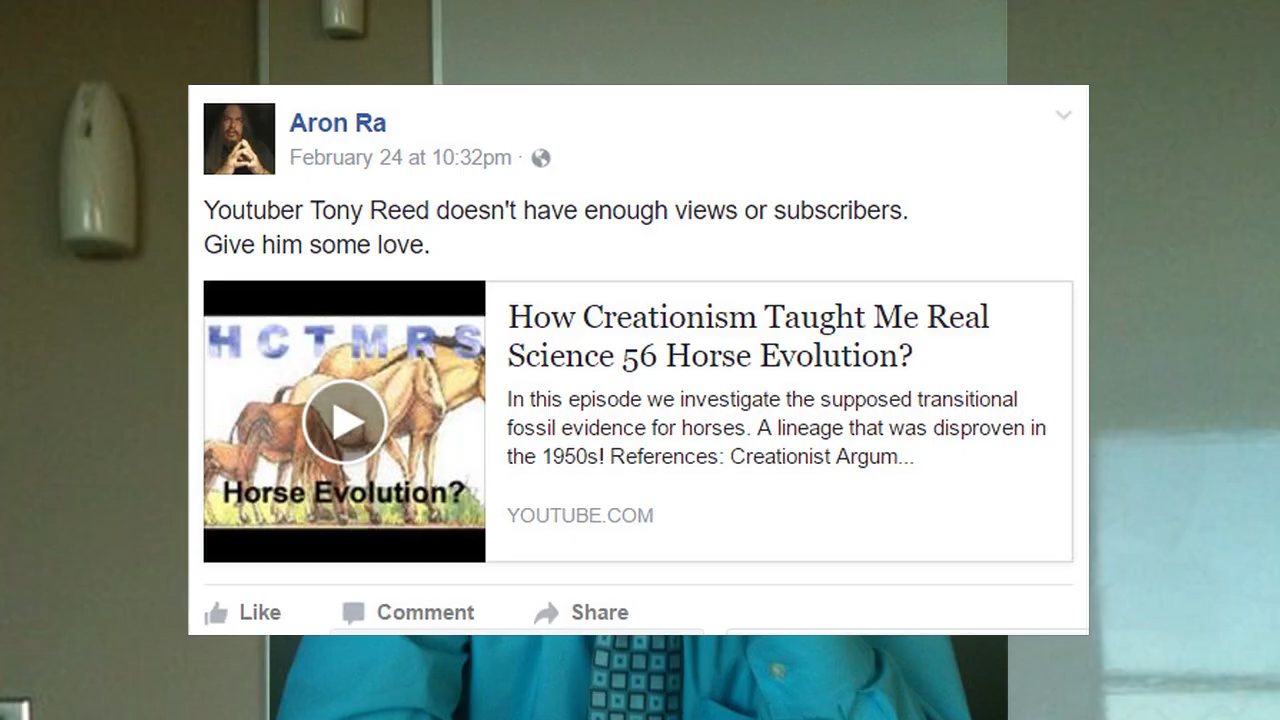 Aron Ra
February 24 at 10:32pm ·
Youtuber Tony Reed doesn't have enough views or subscribers.
Give him some love.
H C T M R S
Horse Evolution?
How Creationism Taught Me Real
Science 56 Horse Evolution?
In this episode we investigate the supposed transitional
fossil evidence for horses. A lineage that was disproven in
the 1950s! References: Creationist Argum...
YOUTUBE.COM
Like Comment Share